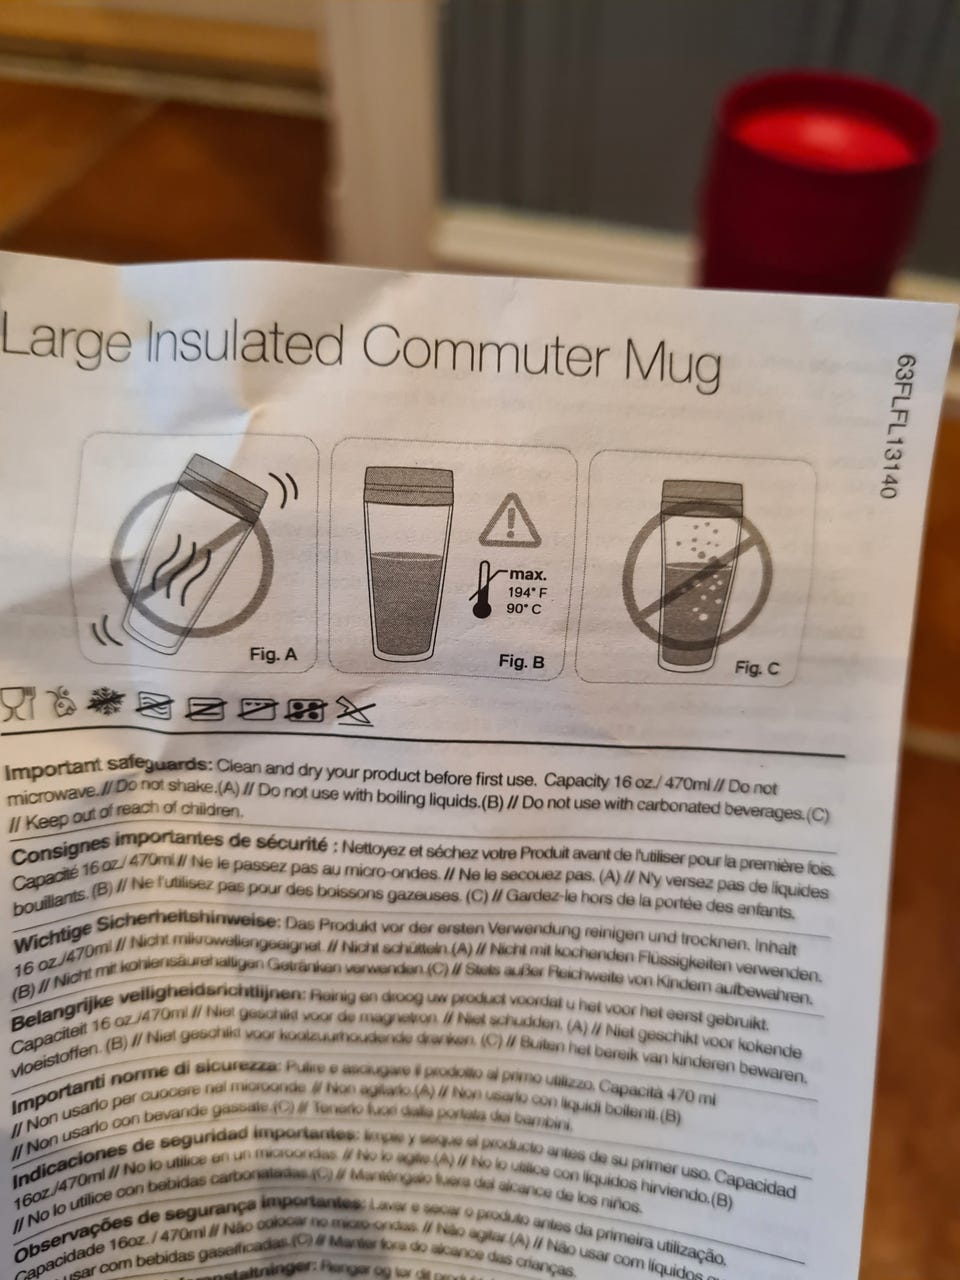 Large Insulated Commuter Mug
63FLFL13140
Fig. A
max.
194° F
90° C
Fig. B
Fig. C
Important safeguards: Clean and dry your product before first use. Capacity 16 oz./ 470ml // Do not
microwave.// Do not shake.(A) // Do not use with boiling liquids.(B) // Do not use with carbonated beverages.(C)
// Keep out of reach of children.
Consignes importantes de sécurité : Nettoyez et séchez votre Produit avant de l'utiliser pour la première fois.
Capacité 16 oz./ 470ml // Ne le passez pas au micro-ondes. // Ne le secouez pas. (A) // N'y versez pas de liquides
bouillants. (B) // Ne l'utilisez pas pour des boissons gazeuses. (C) // Gardez-le hors de la portée des enfants.
Wichtige Sicherheitshinweise: Das Produkt vor der ersten Verwendung reinigen und trocknen. Inhalt
16 oz./470ml // Nicht mikrowellengeeignet. // Nicht schütteln.(A) // Nicht mit kochenden Flüssigkeiten verwenden.
(B) // Nicht mit kohlensäurehaltigen Getränken verwenden.(C) // Stets außer Reichweite von Kindern aufbewahren.
Belangrijke veiligheidsrichtlijnen: Reinig en droog uw product voordat u het voor het eerst gebruikt.
Capaciteit 16 oz./470ml // Niet geschikt voor de magnetron. // Niet schudden. (A) // Niet geschikt voor kokende
vloeistoffen. (B) // Niet geschikt voor koolzuurhoudende dranken. (C) // Buiten het bereik van kinderen bewaren.
Importanti norme di sicurezza: Pulire e asciugare il prodotto al primo utilizzo. Capacità 470 ml
// Non usarlo per cuocere nel microonde // Non agitarlo.(A) // Non usarlo con liquidi bollenti.(B)
// Non usarlo con bevande gassate.(C) // Tenerlo fuori dalla portata dei bambini.
Indicaciones de seguridad importantes: limpie y seque el producto antes de su primer uso. Capacidad
16oz./470ml // No lo utilice en un microondas. // No lo agite.(A) // No lo utilice con líquidos hirviendo.(B)
// No lo utilice con bebidas carbonatadas.(C) // Manténgalo fuera del alcance de los niños.
Observações de segurança importantes: Lavar e secar o produto antes da primeira utilização.
Capacidade 16oz. / 470ml // Não colocar no micro-ondas. // Não agitar.(A) // Não usar com líquidos
usar com bebidas gaseificadas.(C) // Manter fora do alcance das crianças.